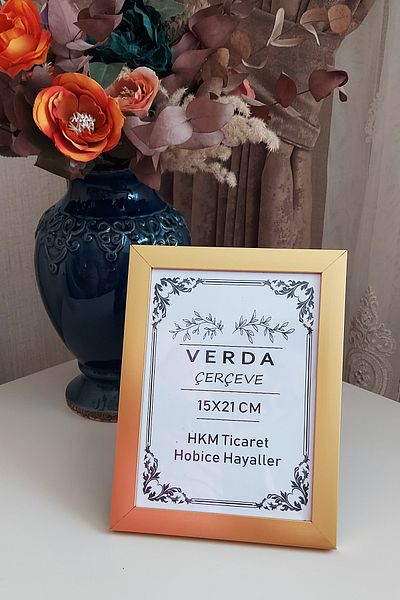 VERDA
ÇERÇEVE
15X21 CM
HKM Ticaret
Hobice Hayaller